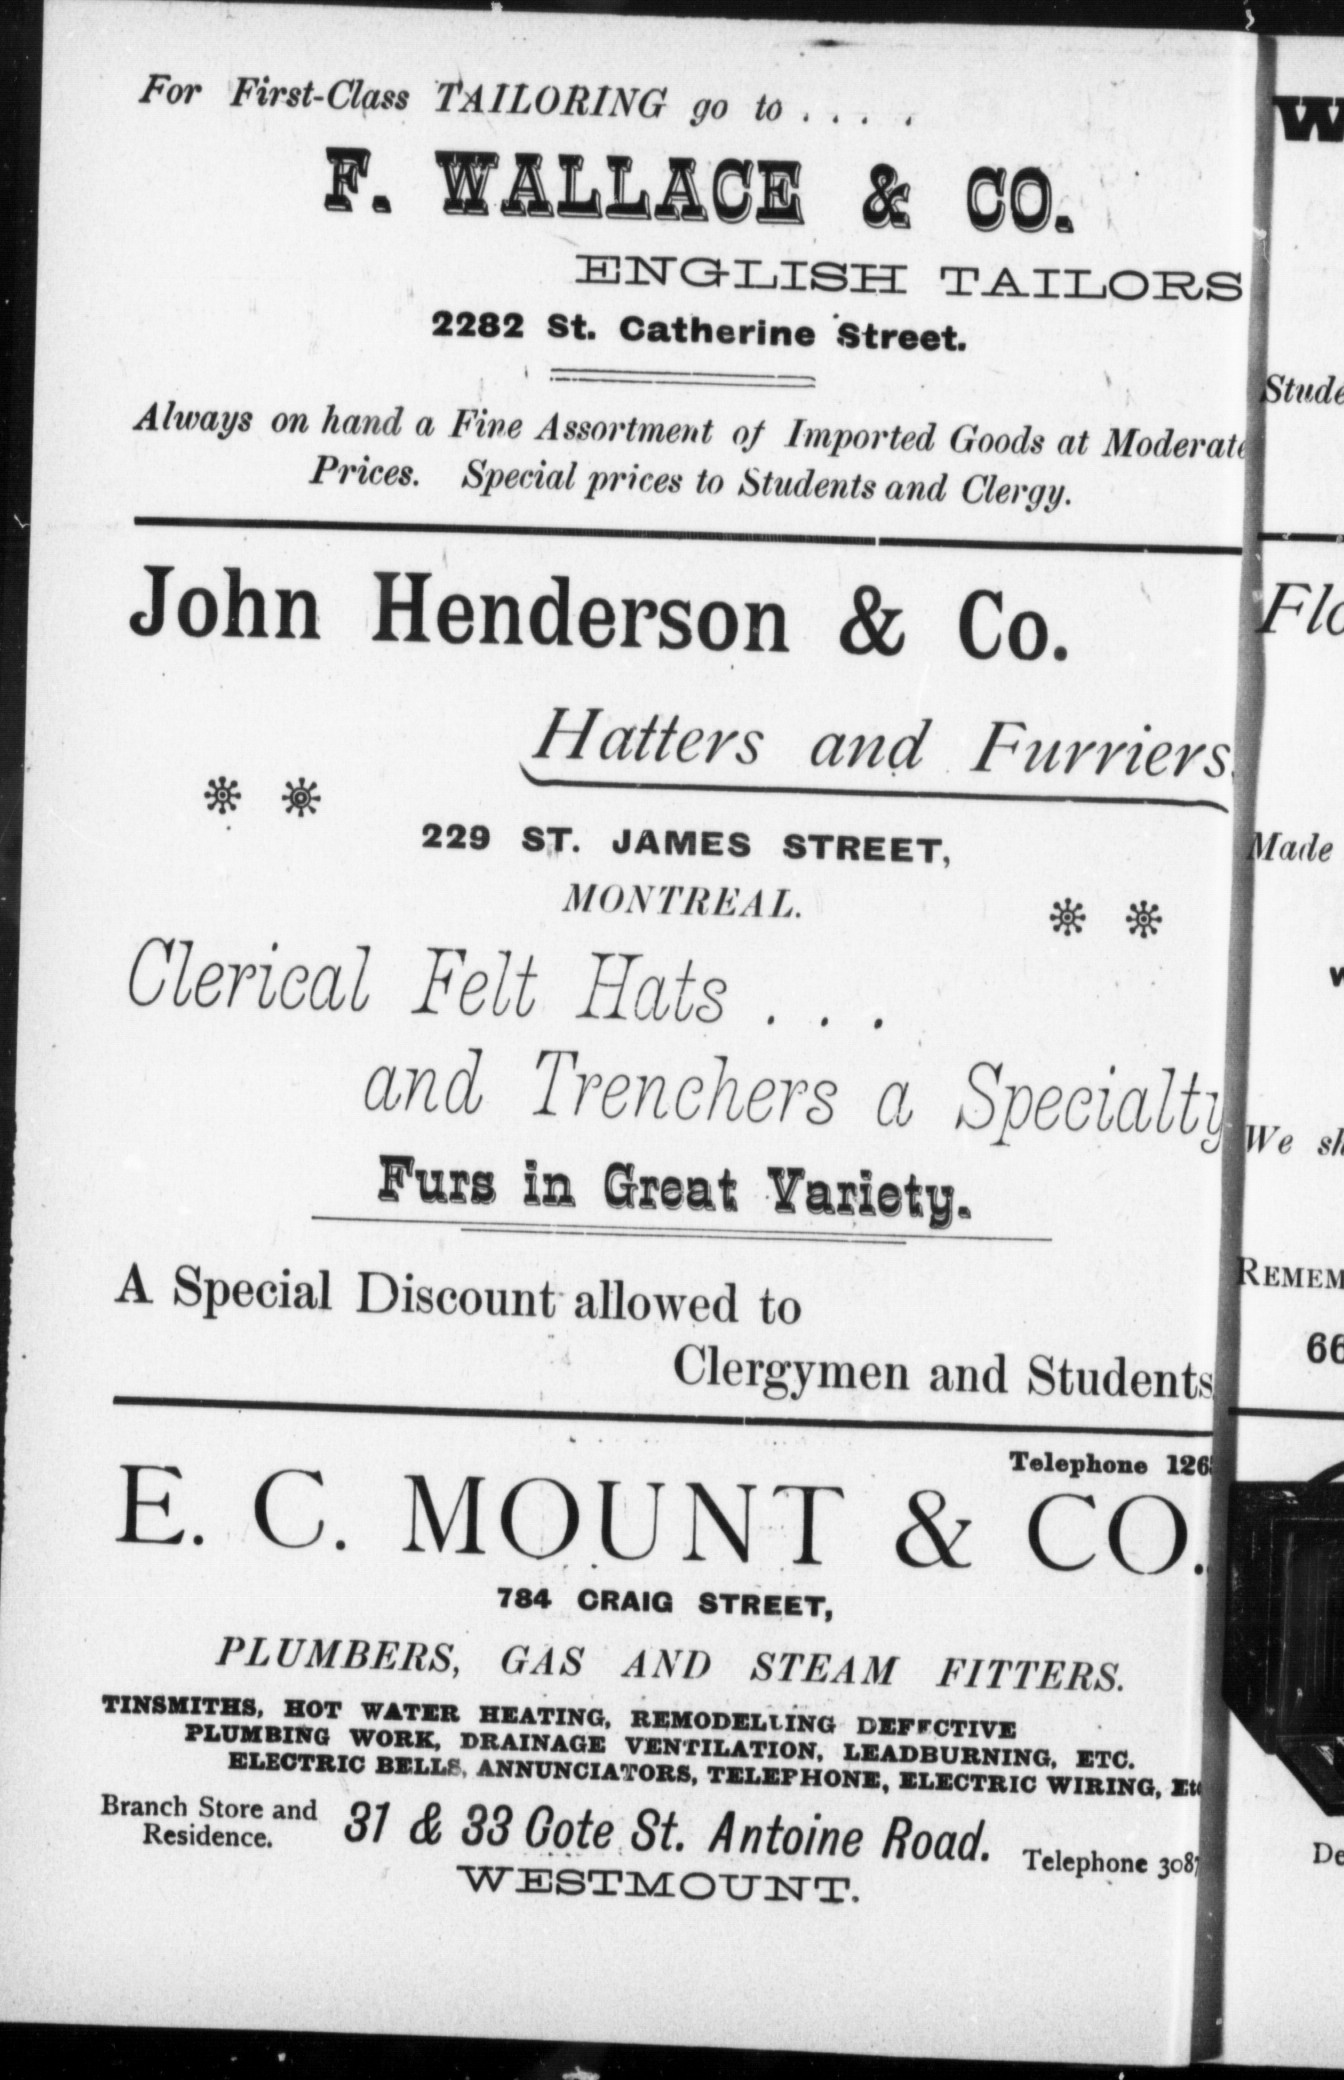 For First-Class TAILORING go to . . . .
F. WALLACE & CO.
ENGLISH TAILORS
2282 St. Catherine Street.
Always on hand a Fine Assortment of Imported Goods at Moderate
Prices. Special prices to Students and Clergy.
John Henderson & Co.
Hatters and Furriers
229 ST. JAMES STREET,
MONTREAL.
Clerical Felt Hats . . .
and Trenchers a Specialty
Furs in Great Variety.
A Special Discount allowed to
Clergymen and Students
Telephone 126
E. C. MOUNT & CO.
784 CRAIG STREET,
PLUMBERS, GAS AND STEAM FITTERS.
TINSMITHS, HOT WATER HEATING, REMODELLING DEFECTIVE
PLUMBING WORK, DRAINAGE VENTILATION, LEADBURNING, ETC.
ELECTRIC BELLS, ANNUNCIATORS, TELEPHONE, ELECTRIC WIRING, Etc
Branch Store and
Residence.
31 & 33 Cote St. Antoine Road.
Telephone 3087
WESTMOUNT.
W
Stude
Flo
Made
We sh
REMEM
66
De